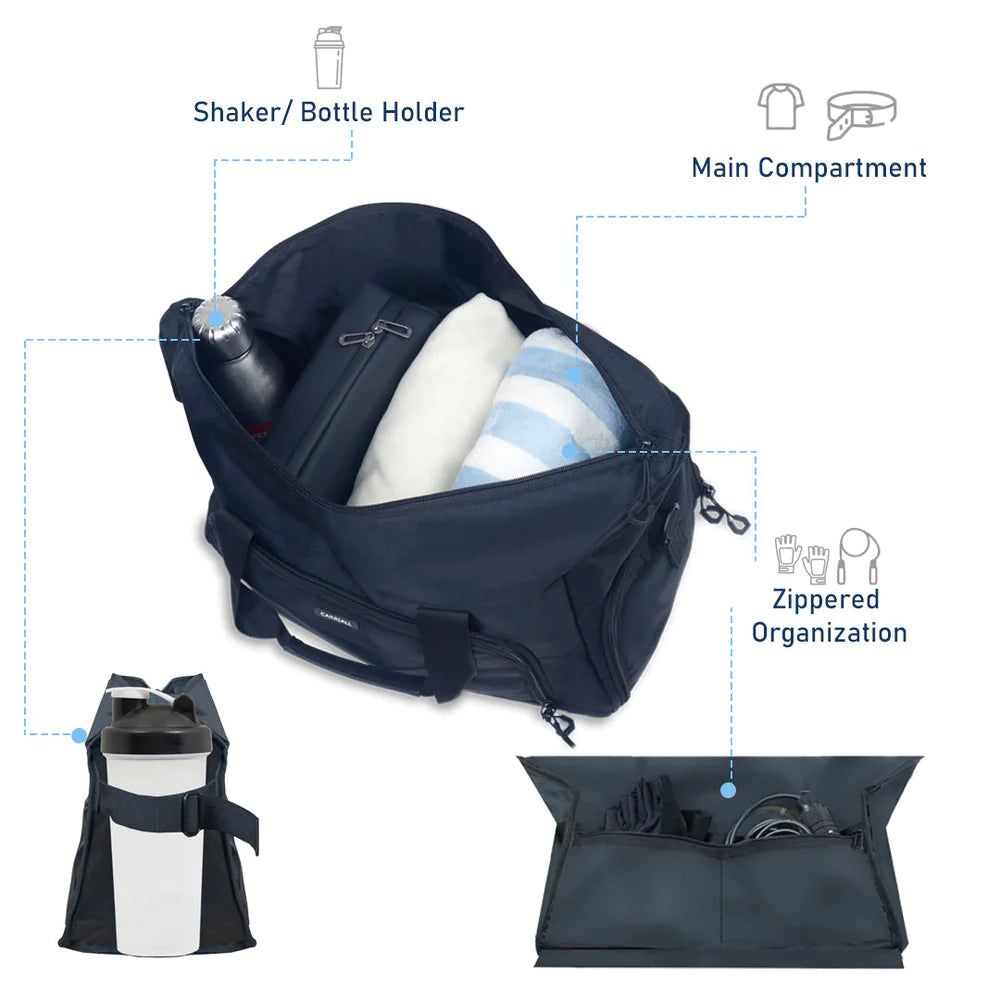 Shaker/ Bottle Holder
Main Compartment
CARRIALL
Zippered
Organization